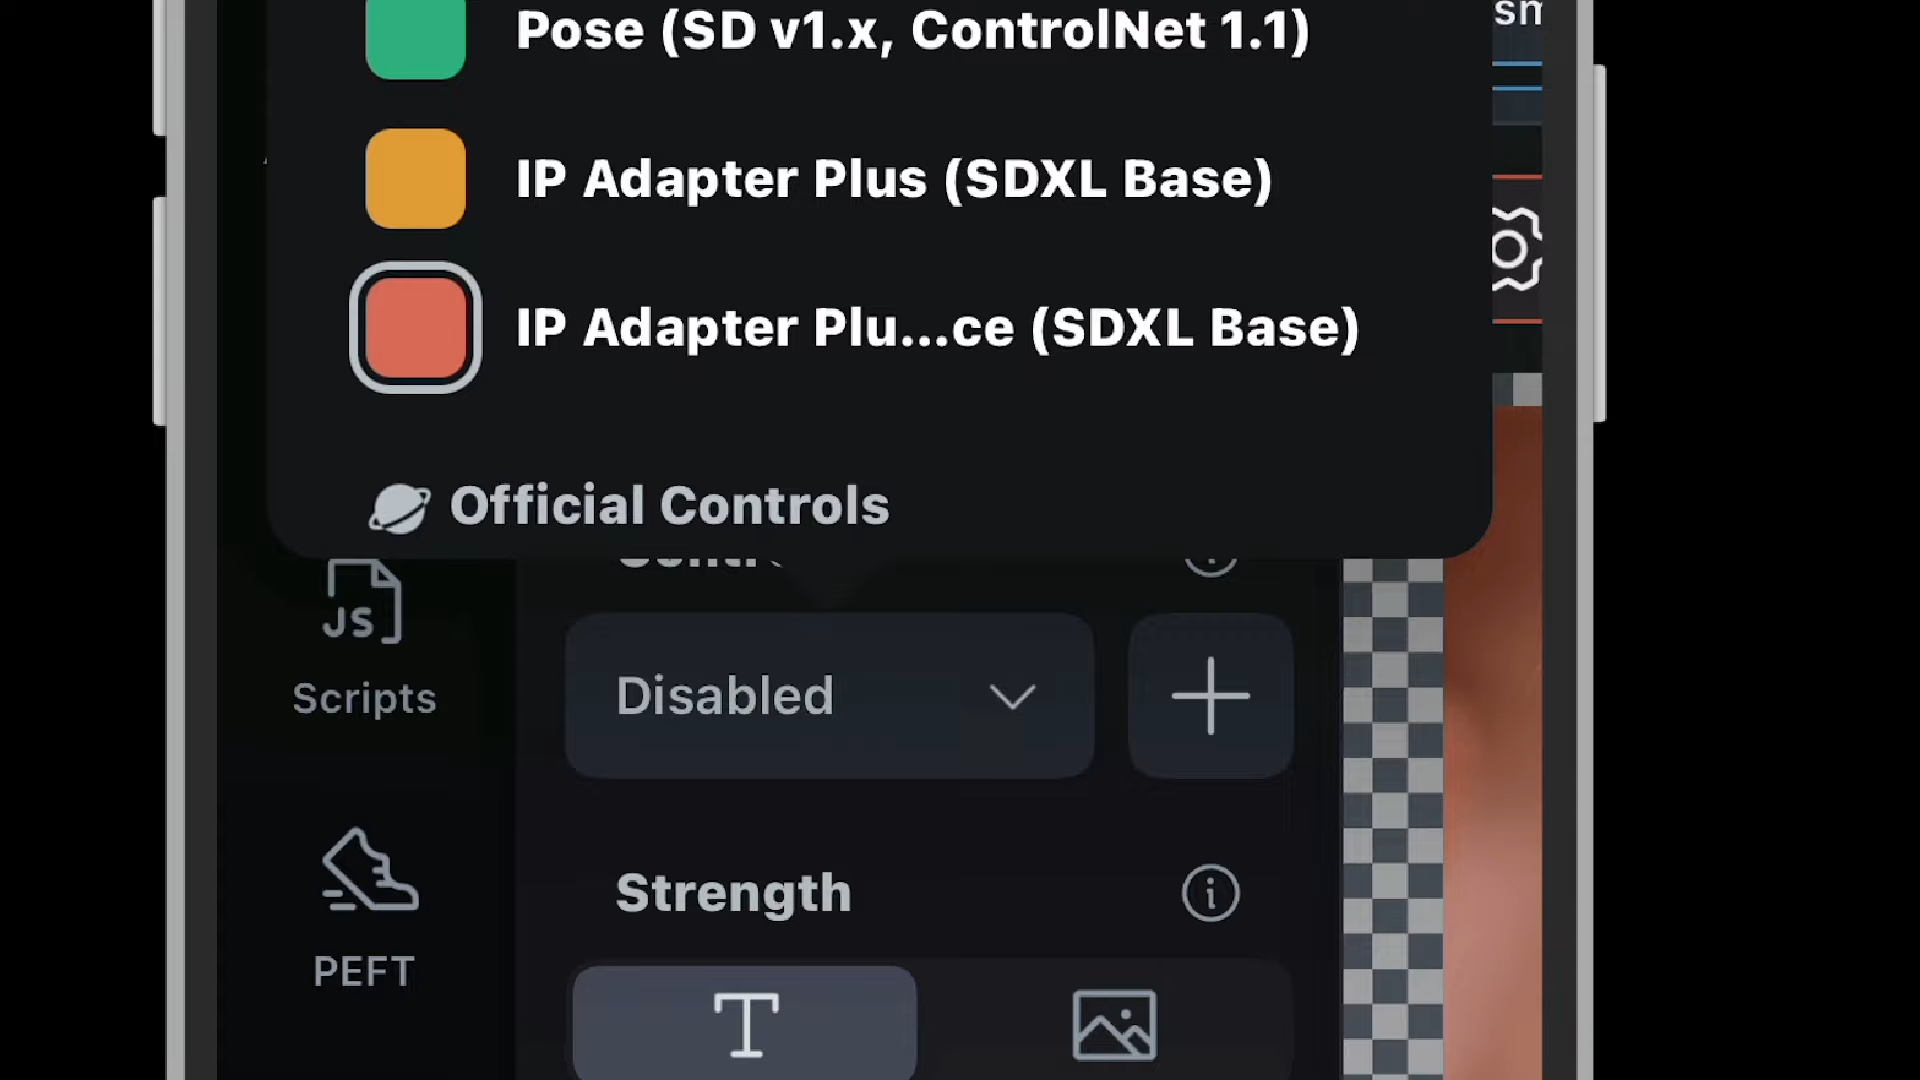 Pose (SD v1.x, ControlNet 1.1)
sm
IP Adapter Plus (SDXL Base)
IP Adapter Plu...ce (SDXL Base)
Official Controls
JS
Scripts
Disabled
Strength
PEFT
T